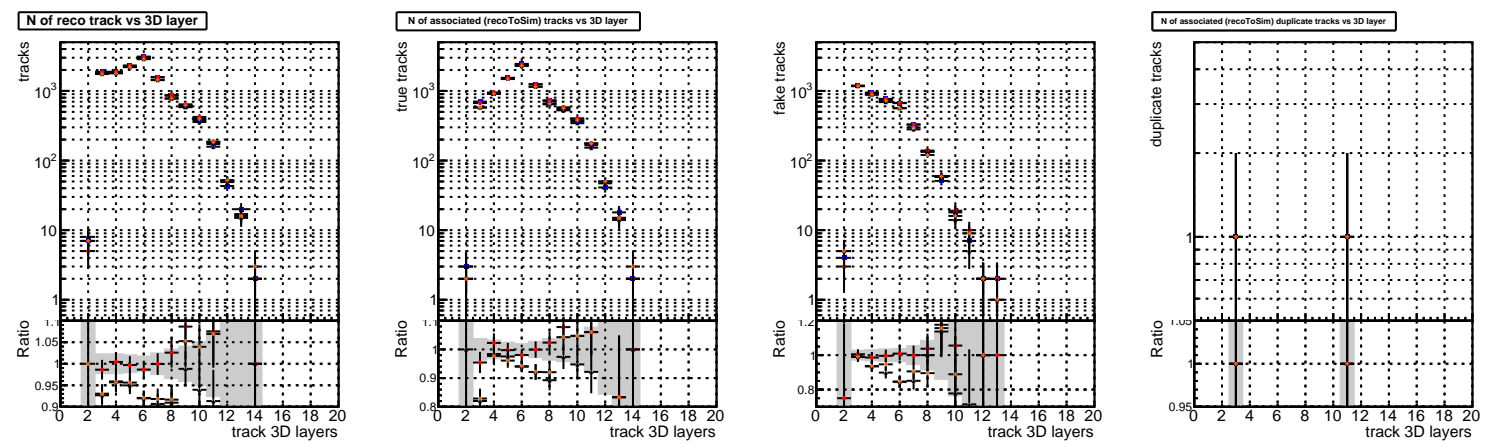 N of reco track vs 3D layer
tracks
10³
10²
10
1
Ratio
1.1
1.05
1
0.95
0.9
0 2 4 6 8 10 12 14 16 18 20
track 3D layers
N of associated (recoToSim) tracks vs 3D layer
true tracks
10³
10²
10
1
Ratio
1.1
1
0.9
0.8
0 2 4 6 8 10 12 14 16 18 20
track 3D layers
fake tracks
10³
10²
10
1
Ratio
1.2
1
0.8
0 2 4 6 8 10 12 14 16 18 20
track 3D layers
N of associated (recoToSim) duplicate tracks vs 3D layer
duplicate tracks
1
Ratio
1.05
1
0.95
0 2 4 6 8 10 12 14 16 18 20
track 3D layers